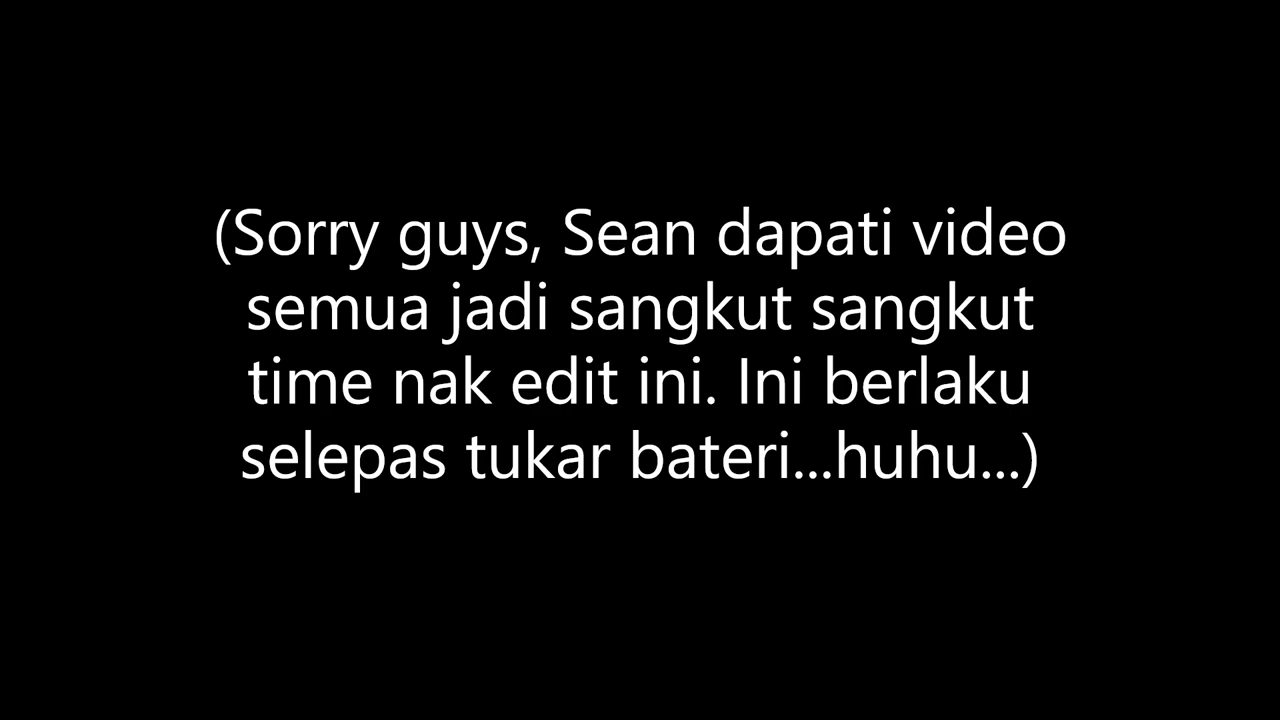 (Sorry guys, Sean dapati video
semua jadi sangkut sangkut
time nak edit ini. Ini berlaku
selepas tukar bateri...huhu...)